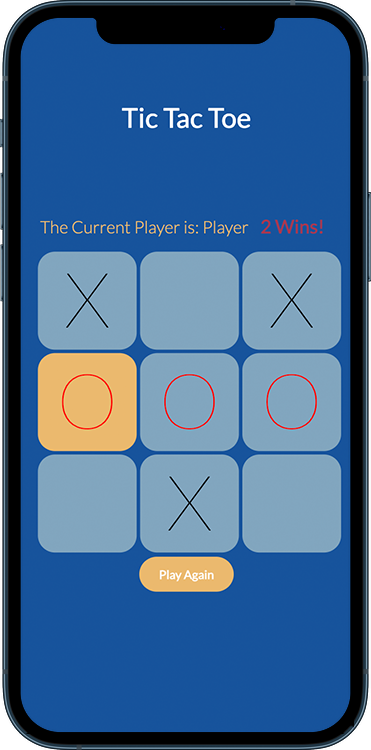 Tic Tac Toe
The Current Player is: Player 2 Wins!
X X
O O O
X
Play Again